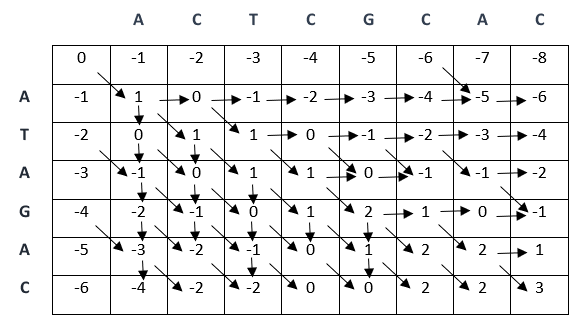 A C T C G C A C
0 -1 -2 -3 -4 -5 -6 -7 -8
A -1 1 0 -1 -2 -3 -4 -5 -6
T -2 0 1 1 0 -1 -2 -3 -4
A -3 -1 0 1 1 0 -1 -1 -2
G -4 -2 -1 0 1 2 1 0 -1
A -5 -3 -2 -1 0 1 2 2 1
C -6 -4 -2 -2 0 0 2 2 3